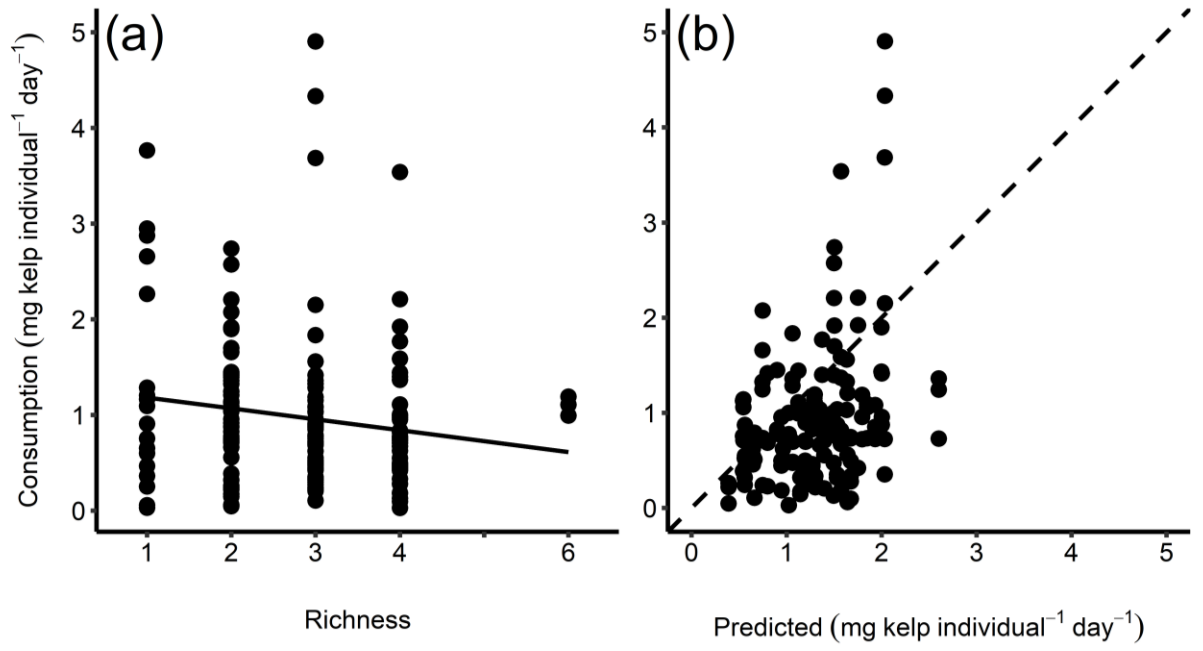 (a)
Consumption (mg kelp individual⁻¹ day⁻¹)
5
4
3
2
1
0
1 2 3 4 6
Richness
(b)
5
4
3
2
1
0
0 1 2 3 4 5
Predicted (mg kelp individual⁻¹ day⁻¹)